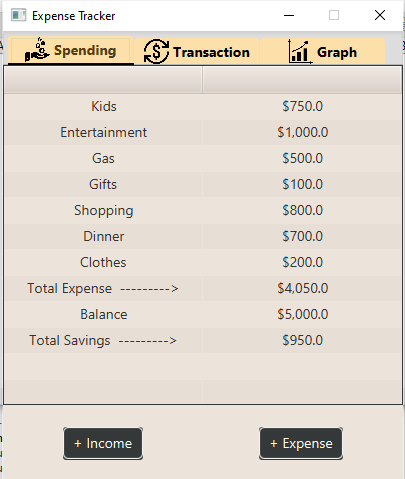 Expense Tracker
Spending Transaction Graph
Kids $750.0
Entertainment $1,000.0
Gas $500.0
Gifts $100.0
Shopping $800.0
Dinner $700.0
Clothes $200.0
Total Expense ---------> $4,050.0
Balance $5,000.0
Total Savings ---------> $950.0
+ Income + Expense